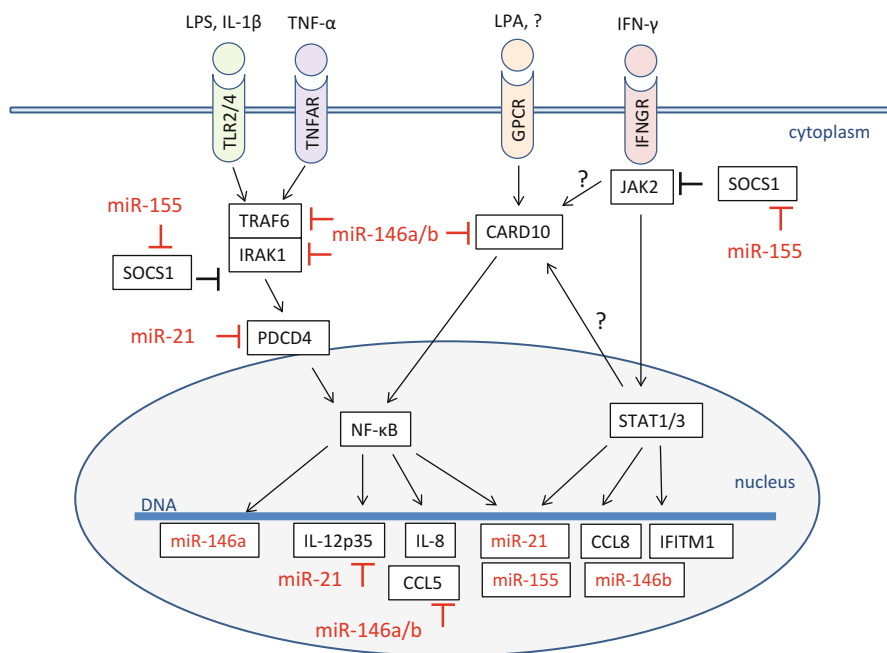 LPS, IL-1β
TNF-α
LPA, ?
IFN-γ
TLR2/4
TNFAR
GPCR
IFNGR
cytoplasm
?
JAK2
SOCS1
miR-155
TRAF6
miR-146a/b
CARD10
IRAK1
miR-155
SOCS1
miR-21
PDCD4
?
NF-κB
STAT1/3
nucleus
DNA
miR-146a
IL-12p35
IL-8
miR-21
CCL8
IFITM1
miR-21
CCL5
miR-155
miR-146b
miR-146a/b